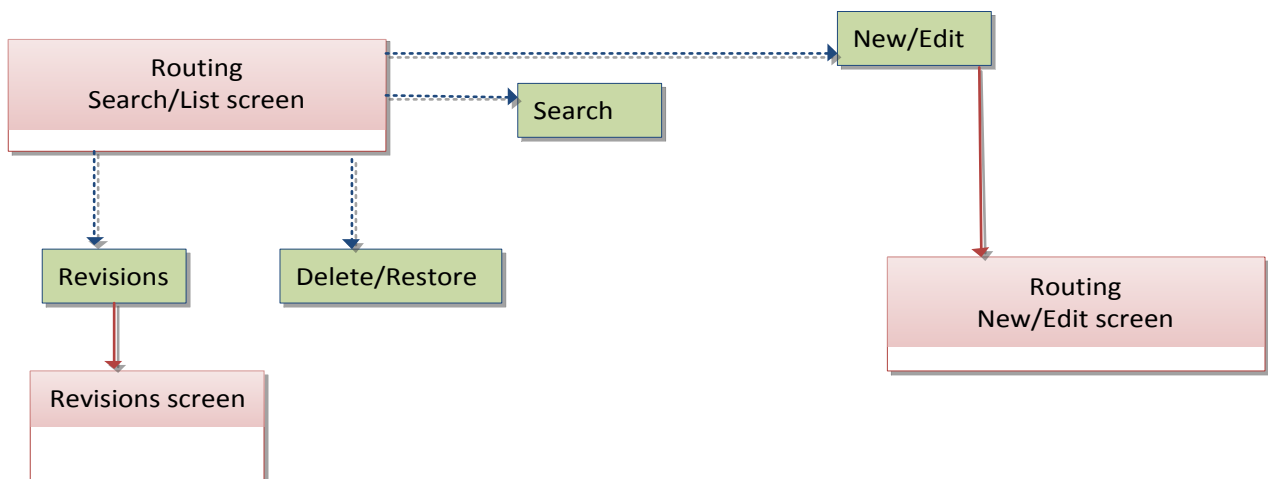 New/Edit
Routing
Search/List screen
Search
Revisions
Delete/Restore
Routing
New/Edit screen
Revisions screen